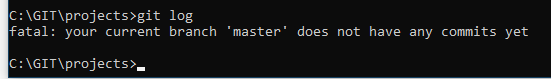 C:\GIT\projects>git log
fatal: your current branch 'master' does not have any commits yet
C:\GIT\projects>